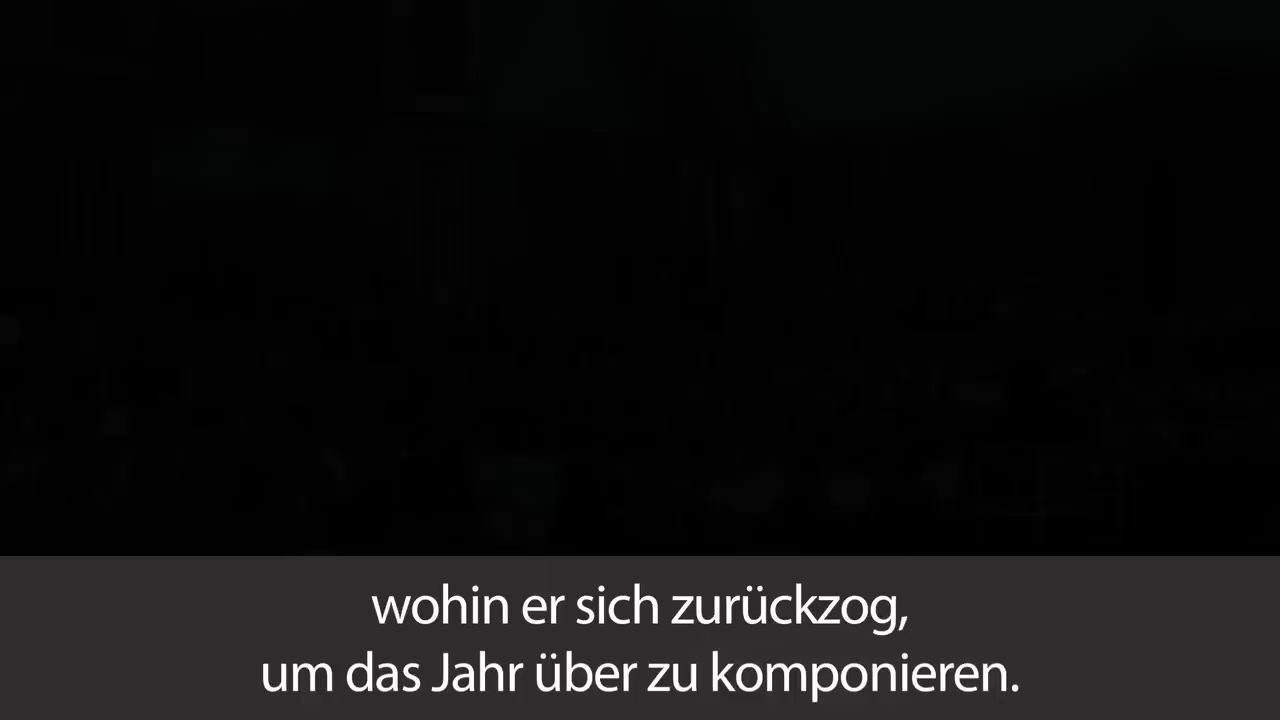 wohin er sich zurückzog,
um das Jahr über zu komponieren.